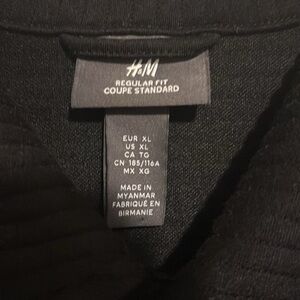 H&M
REGULAR FIT
COUPE STANDARD
EUR XL
US XL
CA TG
CN 185/116A
MX XG
MADE IN
MYANMAR
FABRIQUÉ EN
BIRMANIE